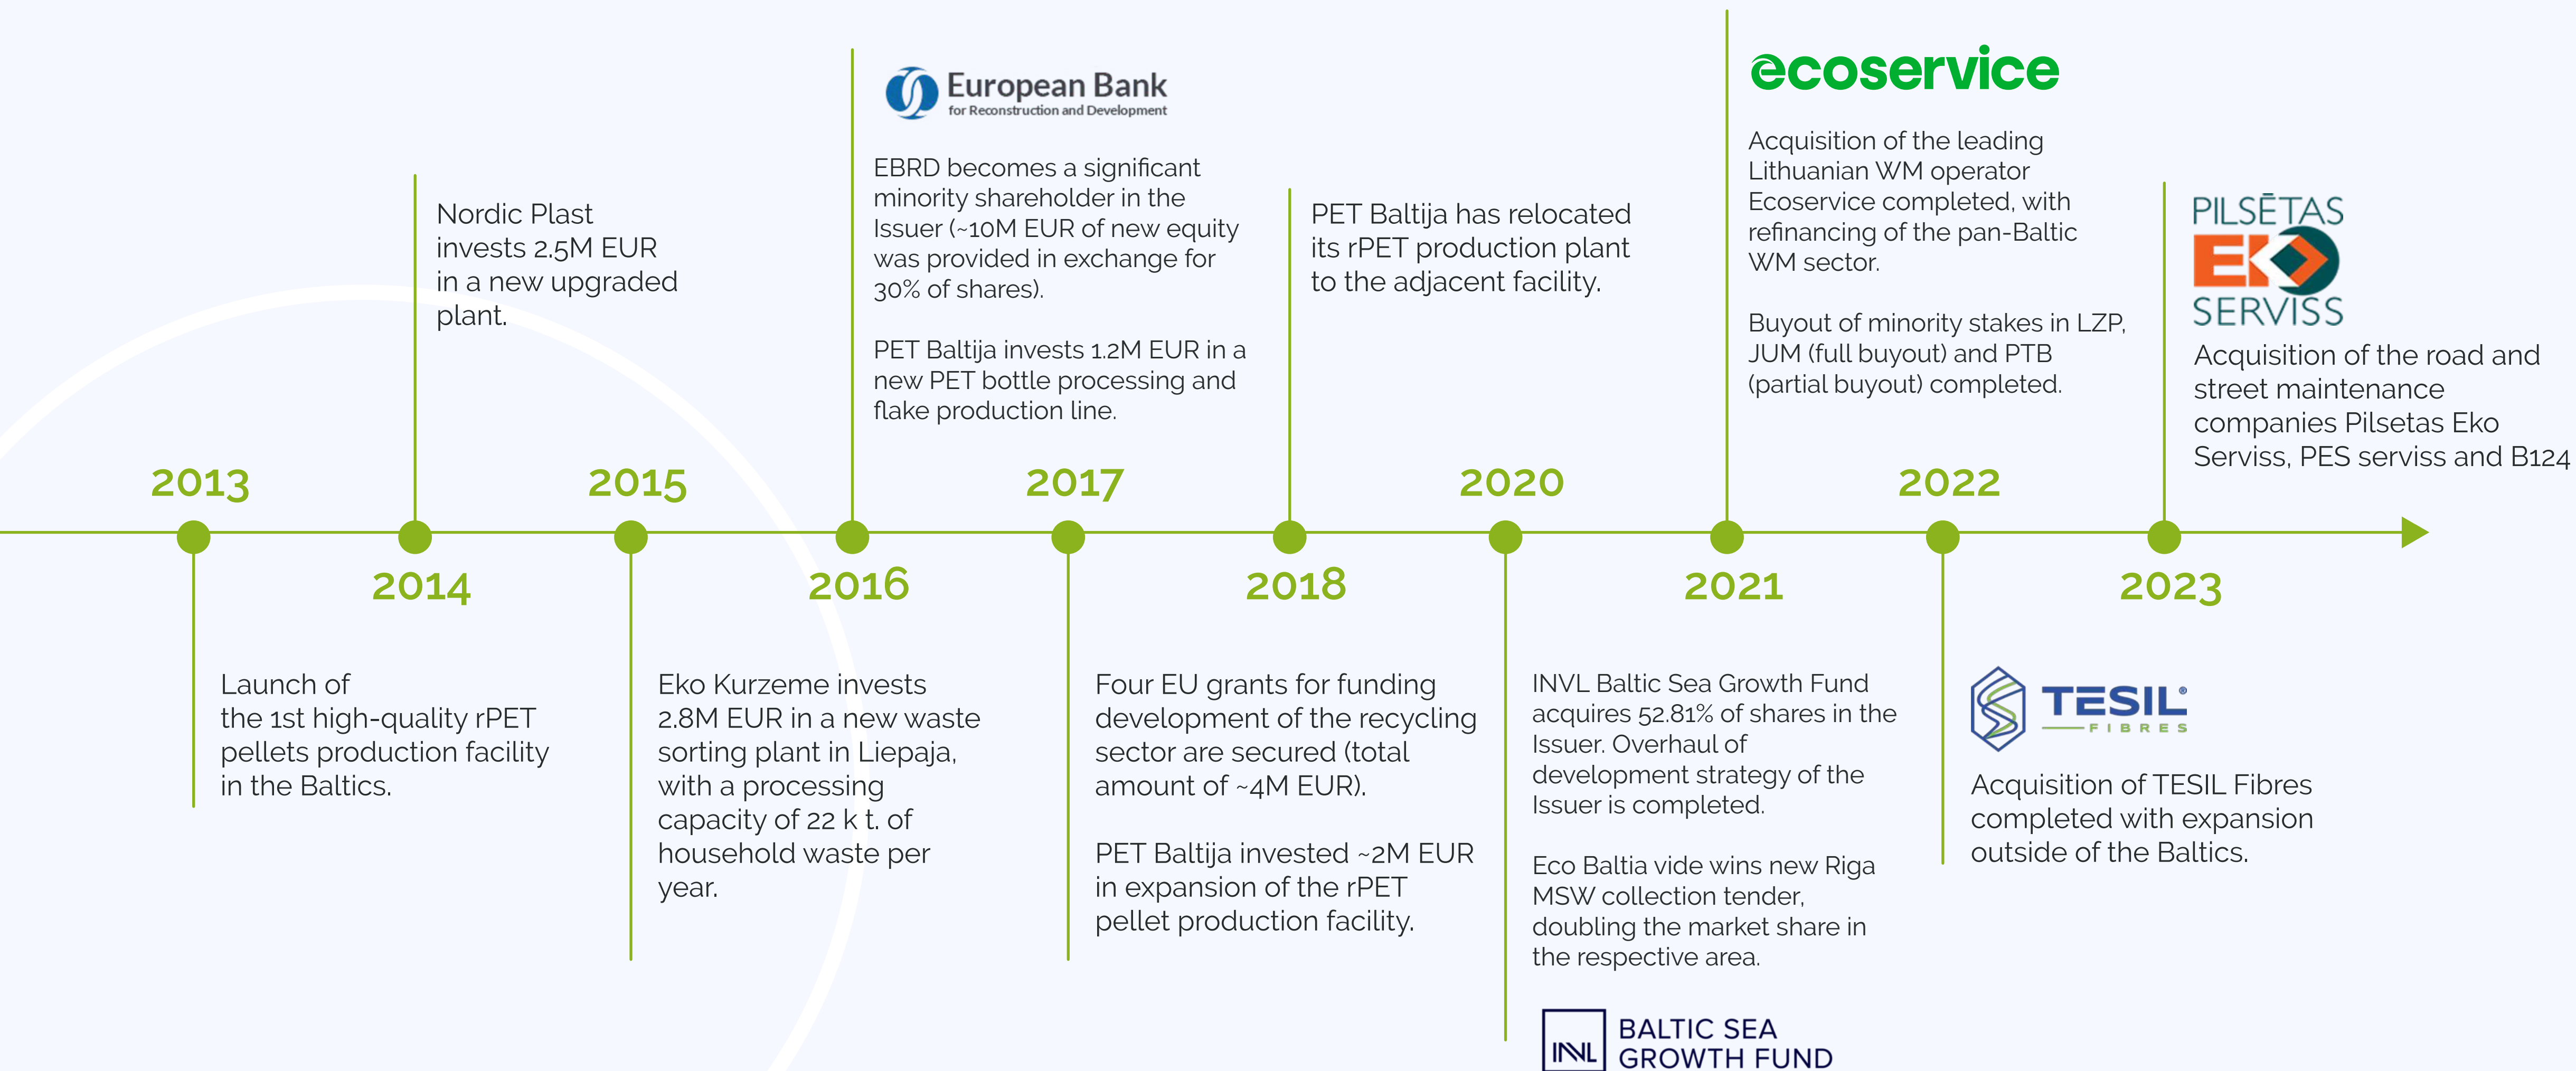 2013
Launch of
the 1st high-quality rPET
pellets production facility
in the Baltics.
2014
Nordic Plast
invests 2.5M EUR
in a new upgraded
plant.
2015
Eko Kurzeme invests
2.8M EUR in a new waste
sorting plant in Liepaja,
with a processing
capacity of 22 k t. of
household waste per
year.
2016
European Bank
for Reconstruction and Development
EBRD becomes a significant
minority shareholder in the
Issuer (~10M EUR of new equity
was provided in exchange for
30% of shares).
PET Baltija invests 1.2M EUR in a
new PET bottle processing and
flake production line.
2017
Four EU grants for funding
development of the recycling
sector are secured (total
amount of ~4M EUR).
PET Baltija invested ~2M EUR
in expansion of the rPET
pellet production facility.
2018
PET Baltija has relocated
its rPET production plant
to the adjacent facility.
2020
INVL Baltic Sea Growth Fund
acquires 52.81% of shares in the
Issuer. Overhaul of
development strategy of the
Issuer is completed.
Eco Baltia vide wins new Riga
MSW collection tender,
doubling the market share in
the respective area.
INVL
BALTIC SEA
GROWTH FUND
2021
ecoservice
Acquisition of the leading
Lithuanian WM operator
Ecoservice completed, with
refinancing of the pan-Baltic
WM sector.
Buyout of minority stakes in LZP,
JUM (full buyout) and PTB
(partial buyout) completed.
2022
TESIL®
FIBRES
Acquisition of TESIL Fibres
completed with expansion
outside of the Baltics.
2023
PILSĒTAS
EKO
SERVISS
Acquisition of the road and
street maintenance
companies Pilsetas Eko
Serviss, PES serviss and B124